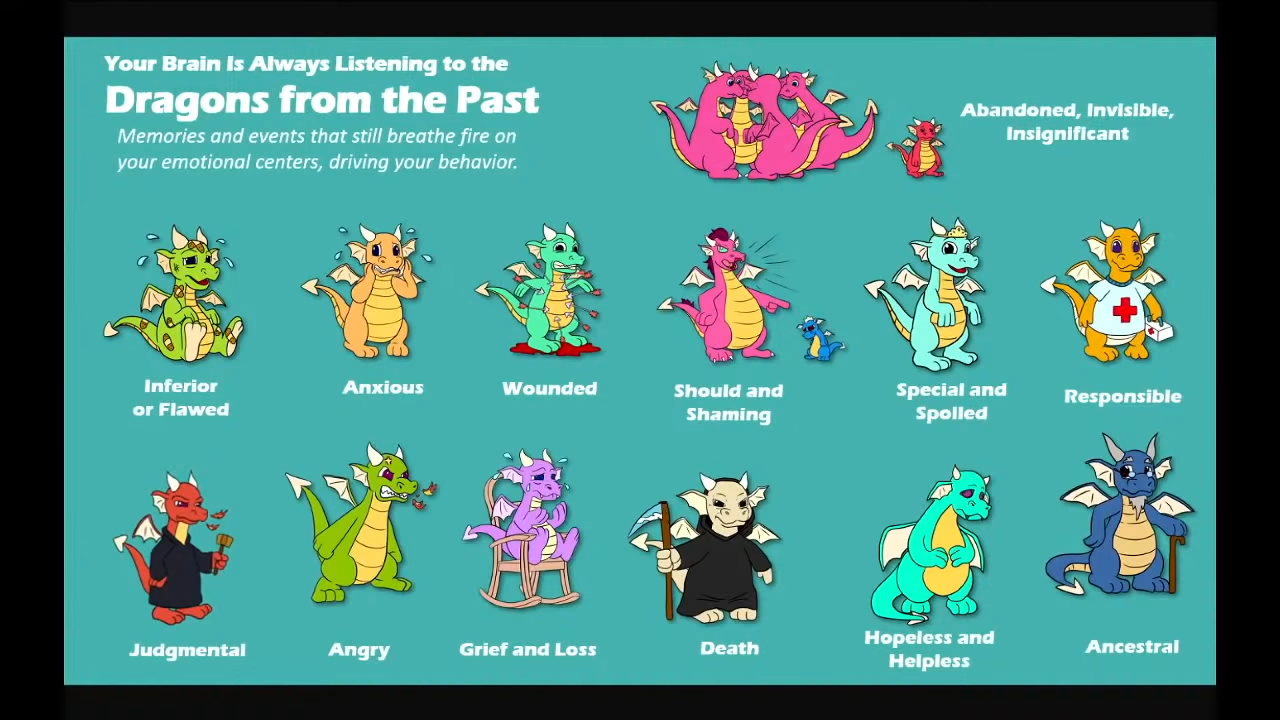 Your Brain Is Always Listening to the
Dragons from the Past
Memories and events that still breathe fire on
your emotional centers, driving your behavior.
Abandoned, Invisible,
Insignificant
Inferior
or Flawed
Anxious
Wounded
Should and
Shaming
Special and
Spoiled
Responsible
Judgmental
Angry
Grief and Loss
Death
Hopeless and
Helpless
Ancestral